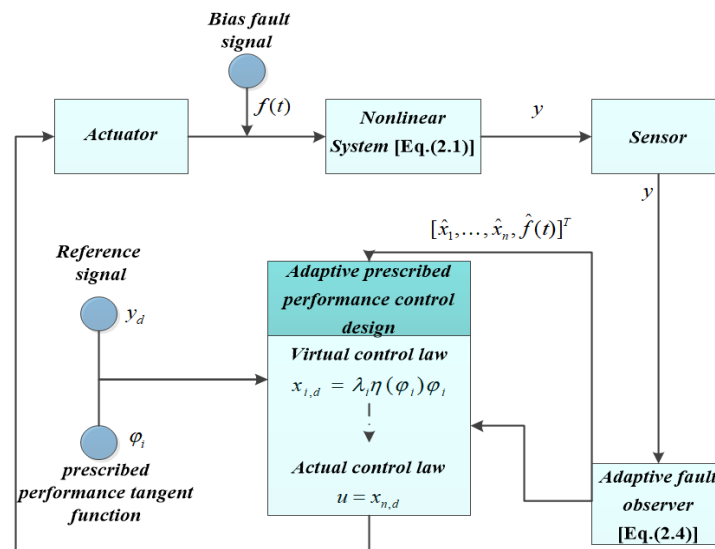 Bias fault
signal
f(t)
Actuator
Nonlinear
System [Eq.(2.1)]
y
Sensor
y
[x̂₁,…,x̂ₙ,f̂(t)]ᵀ
Reference
signal
y_d
φ_i
prescribed
performance tangent
function
Adaptive prescribed
performance control
design
Virtual control law
x_{i,d} = λ_i η(φ_i)φ_i
Actual control law
u = x_{n,d}
Adaptive fault
observer
[Eq.(2.4)]